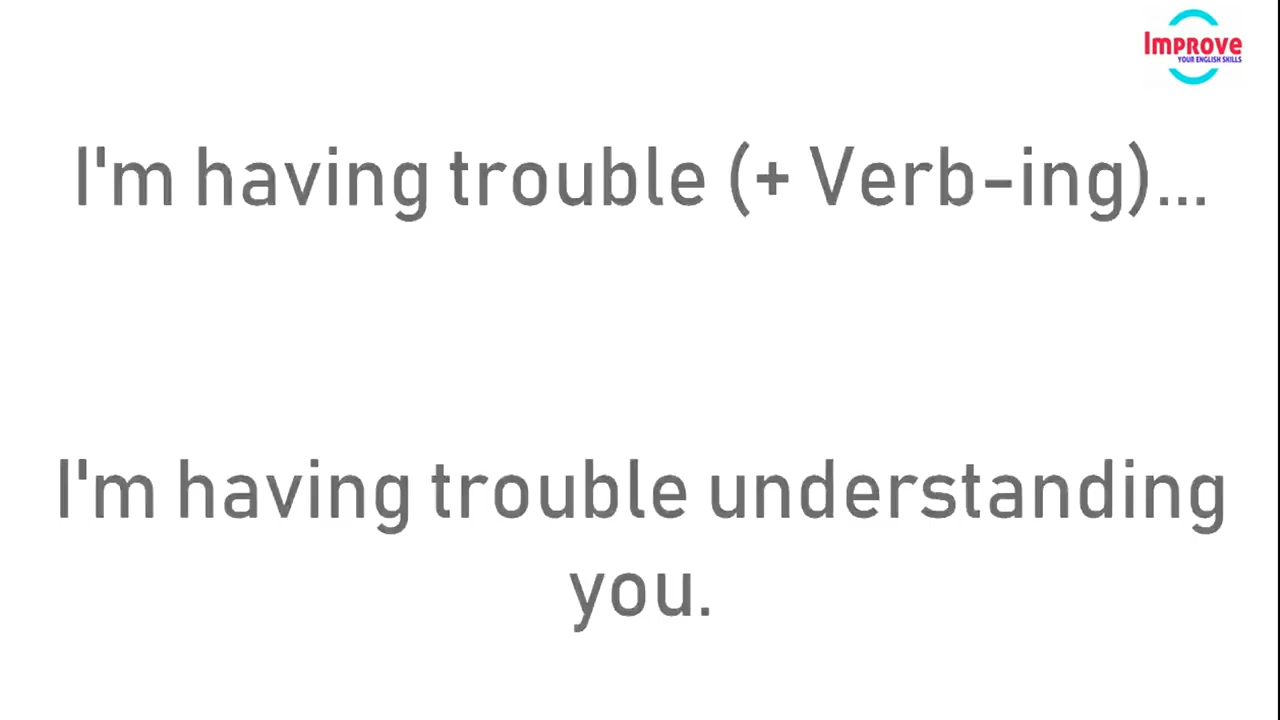 Improve
YOUR ENGLISH SKILLS
I'm having trouble (+ Verb-ing)...
I'm having trouble understanding
you.